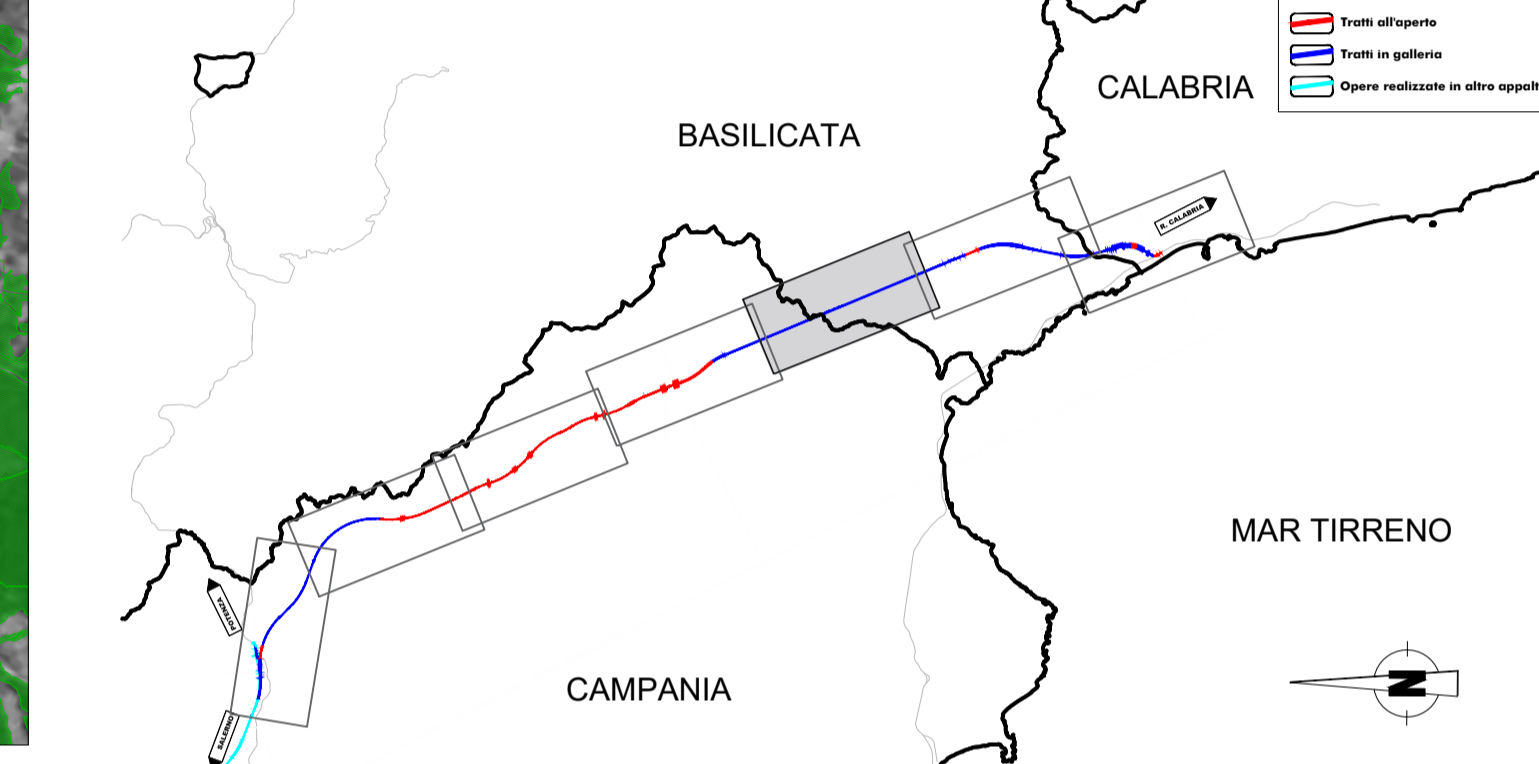 Tratti all'aperto
Tratti in galleria
Opere realizzate in altro appalt
CALABRIA
BASILICATA
R. CALABRIA
MAR TIRRENO
POTENZA
CAMPANIA
N
SALERNO